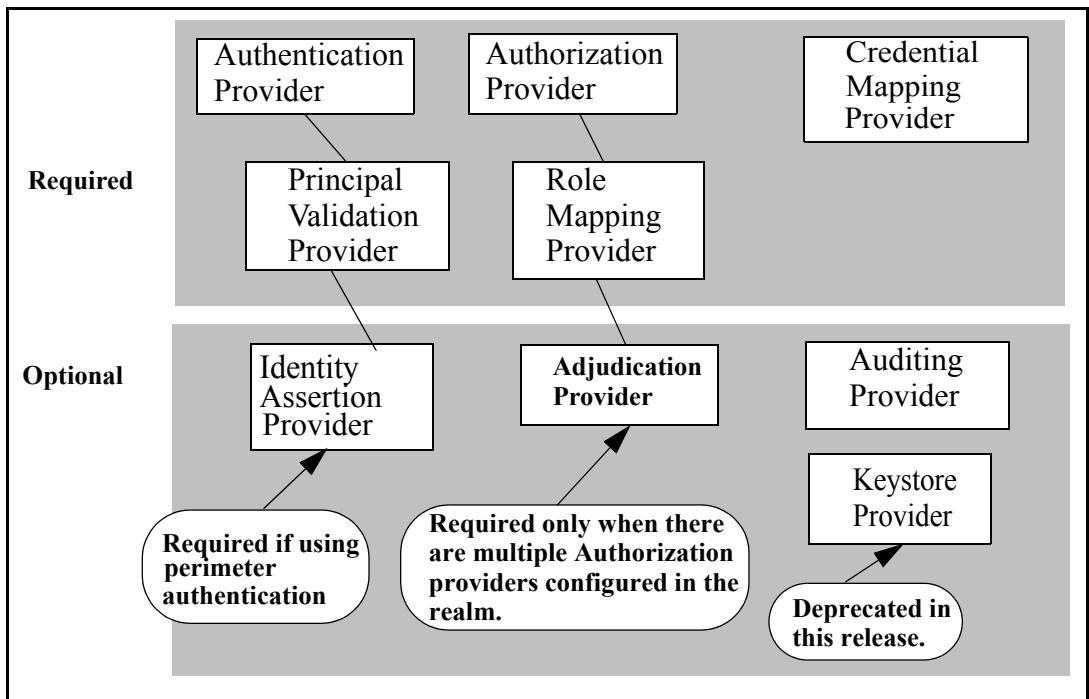 Required
Authentication
Provider
Authorization
Provider
Credential
Mapping
Provider
Principal
Validation
Provider
Role
Mapping
Provider
Optional
Identity
Assertion
Provider
Adjudication
Provider
Auditing
Provider
Keystore
Provider
Required if using
perimeter
authentication
Required only when there
are multiple Authorization
providers configured in the
realm.
Deprecated in
this release.